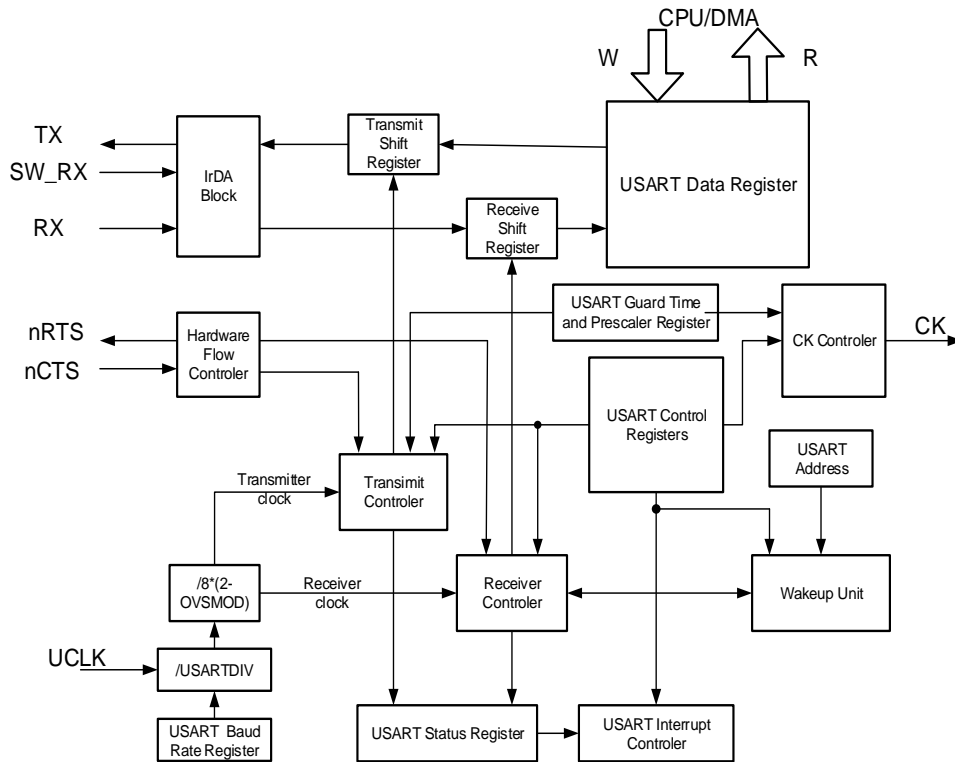 CPU/DMA
W
R
TX
SW_RX
RX
IrDA
Block
Transmit
Shift
Register
Receive
Shift
Register
USART Data Register
nRTS
nCTS
Hardware
Flow
Controler
USART Guard Time
and Prescaler Register
CK Controler
CK
USART Control
Registers
USART
Address
Transmitter
clock
Transimit
Controler
/8*(2-
OVSMOD)
Receiver
clock
Receiver
Controler
Wakeup Unit
UCLK
/USARTDIV
USART Baud
Rate Register
USART Status Register
USART Interrupt
Controler